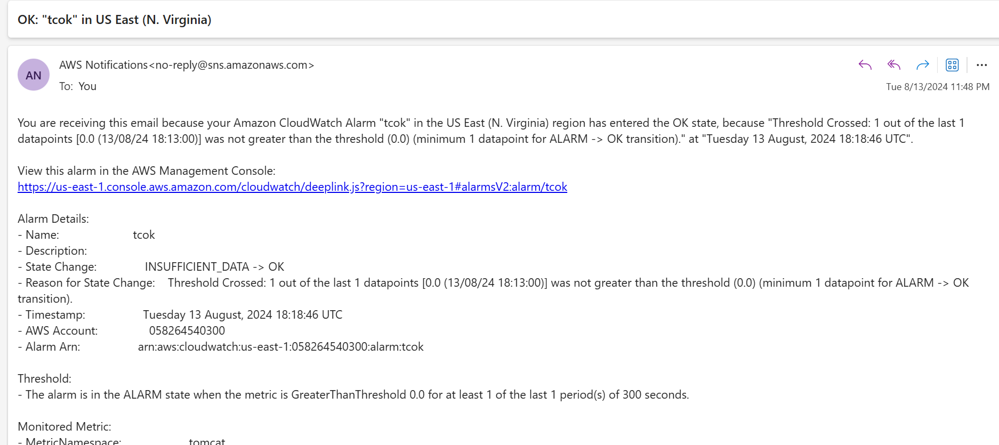 OK: "tcok" in US East (N. Virginia)
AN
AWS Notifications<no-reply@sns.amazonaws.com>
To: You
Tue 8/13/2024 11:48 PM
You are receiving this email because your Amazon CloudWatch Alarm "tcok" in the US East (N. Virginia) region has entered the OK state, because "Threshold Crossed: 1 out of the last 1
datapoints [0.0 (13/08/24 18:13:00)] was not greater than the threshold (0.0) (minimum 1 datapoint for ALARM -> OK transition)." at "Tuesday 13 August, 2024 18:18:46 UTC".
View this alarm in the AWS Management Console:
https://us-east-1.console.aws.amazon.com/cloudwatch/deeplink.js?region=us-east-1#alarmsV2:alarm/tcok
Alarm Details:
- Name: tcok
- Description:
- State Change: INSUFFICIENT_DATA -> OK
- Reason for State Change: Threshold Crossed: 1 out of the last 1 datapoints [0.0 (13/08/24 18:13:00)] was not greater than the threshold (0.0) (minimum 1 datapoint for ALARM -> OK
transition).
- Timestamp: Tuesday 13 August, 2024 18:18:46 UTC
- AWS Account: 058264540300
- Alarm Arn: arn:aws:cloudwatch:us-east-1:058264540300:alarm:tcok
Threshold:
- The alarm is in the ALARM state when the metric is GreaterThanThreshold 0.0 for at least 1 of the last 1 period(s) of 300 seconds.
Monitored Metric:
- MetricNamespace: tomcat